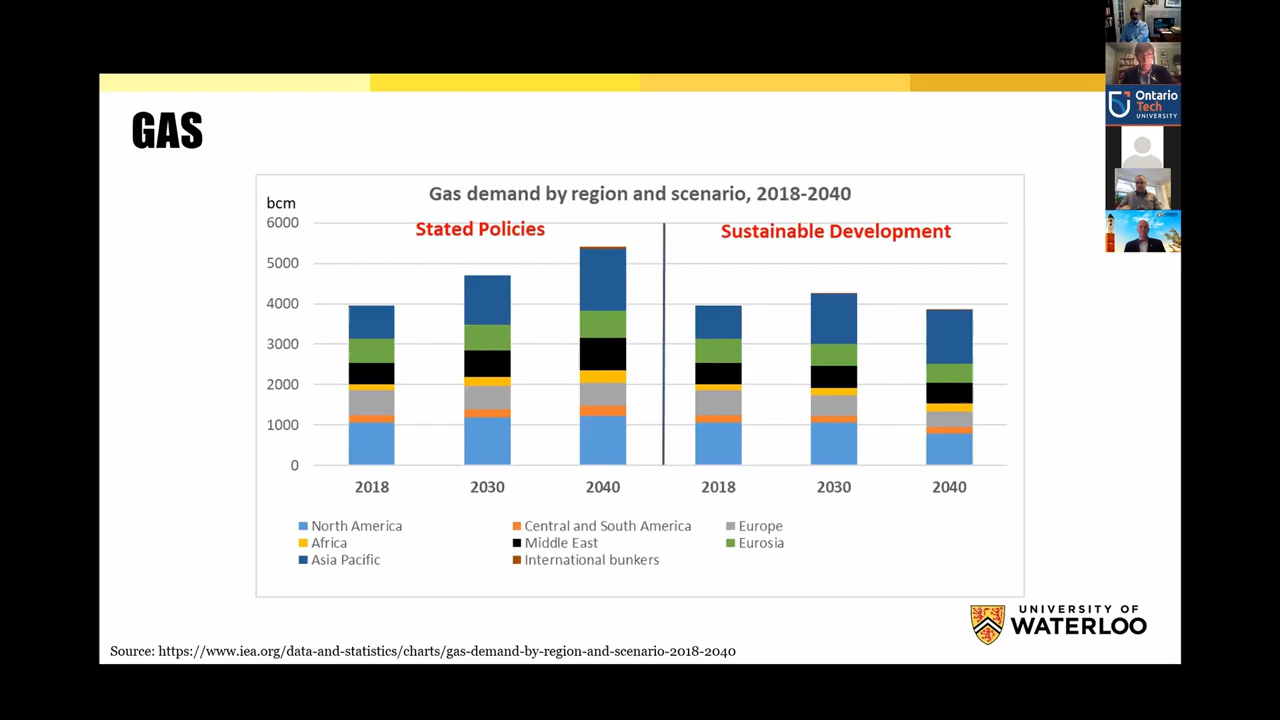 GAS
Gas demand by region and scenario, 2018-2040
bcm
6000
Stated Policies
Sustainable Development
5000
4000
3000
2000
1000
0
2018 2030 2040 2018 2030 2040
North America Central and South America Europe
Africa Middle East Eurosia
Asia Pacific International bunkers
UNIVERSITY OF
WATERLOO
Source: https://www.iea.org/data-and-statistics/charts/gas-demand-by-region-and-scenario-2018-2040
Ontario
Tech
UNIVERSITY